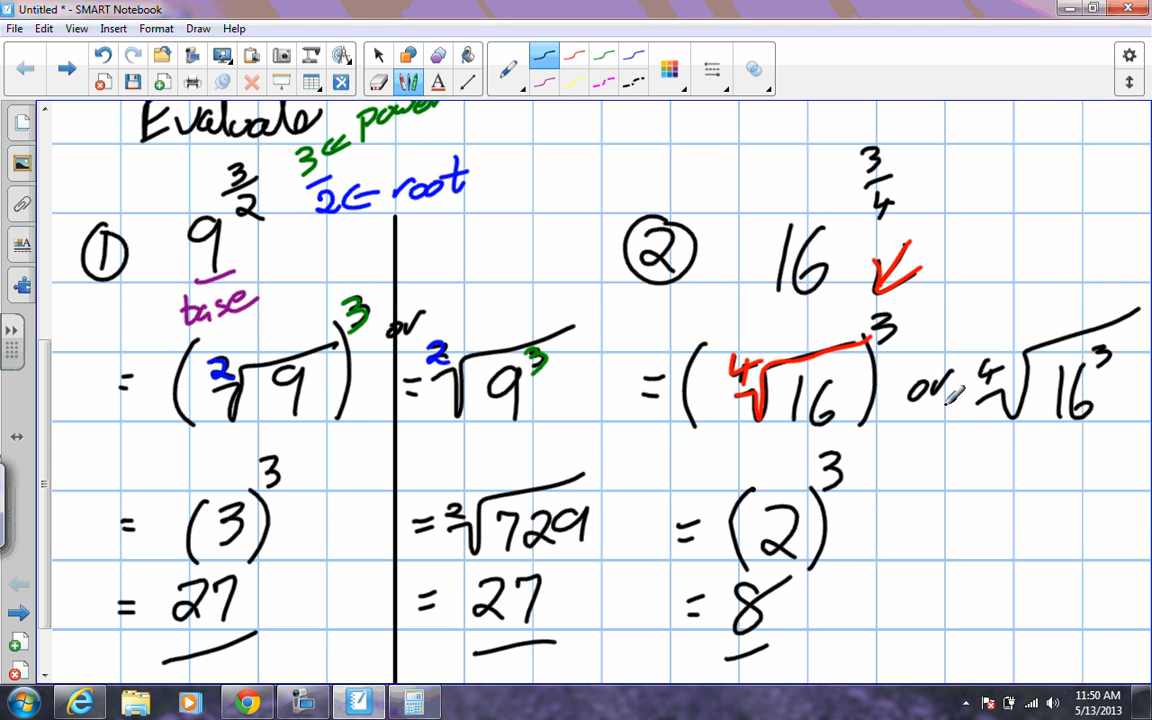 Untitled * - SMART Notebook
File Edit View Insert Format Draw Help
Evaluate
3 ← power
2 ← root
① 9^(3/2)
base
= (²√9)³ or = ²√9³
= (3)³ = ²√729
= 27 = 27
② 16^(3/4)
= (⁴√16)³ or ⁴√16³
= (2)³
= 8
11:50 AM
5/13/2013